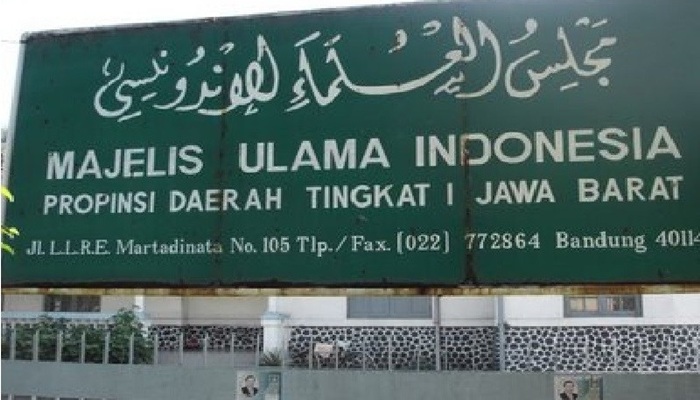 مجلس العلماء الإندونيسي
MAJELIS ULAMA INDONESIA
PROPINSI DAERAH TINGKAT I JAWA BARAT
Jl. L.L.R.E. Martadinata No. 105 Tlp./Fax. (022) 772864 Bandung 40114